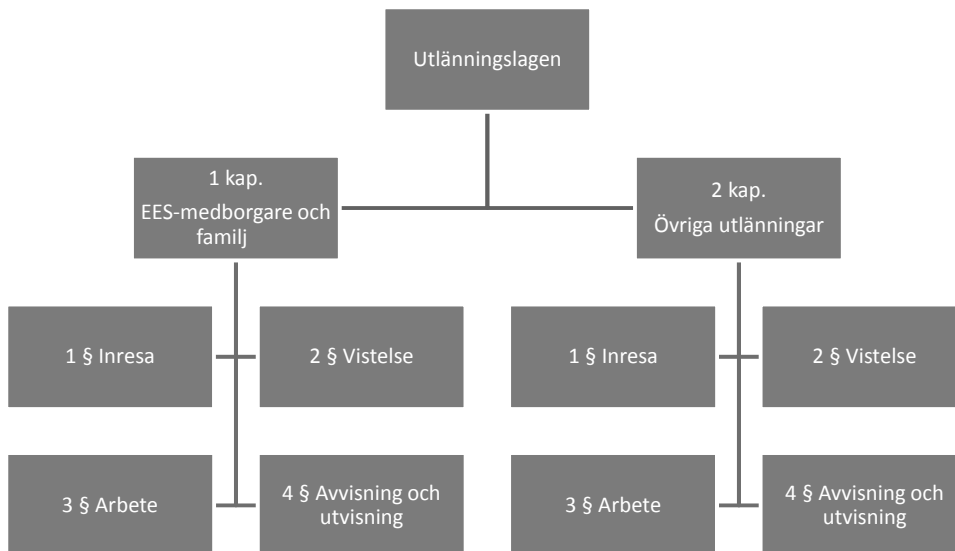 Utlänningslagen
1 kap.
EES-medborgare och
familj
2 kap.
Övriga utlänningar
1 § Inresa
2 § Vistelse
3 § Arbete
4 § Avvisning och
utvisning
1 § Inresa
2 § Vistelse
3 § Arbete
4 § Avvisning och
utvisning